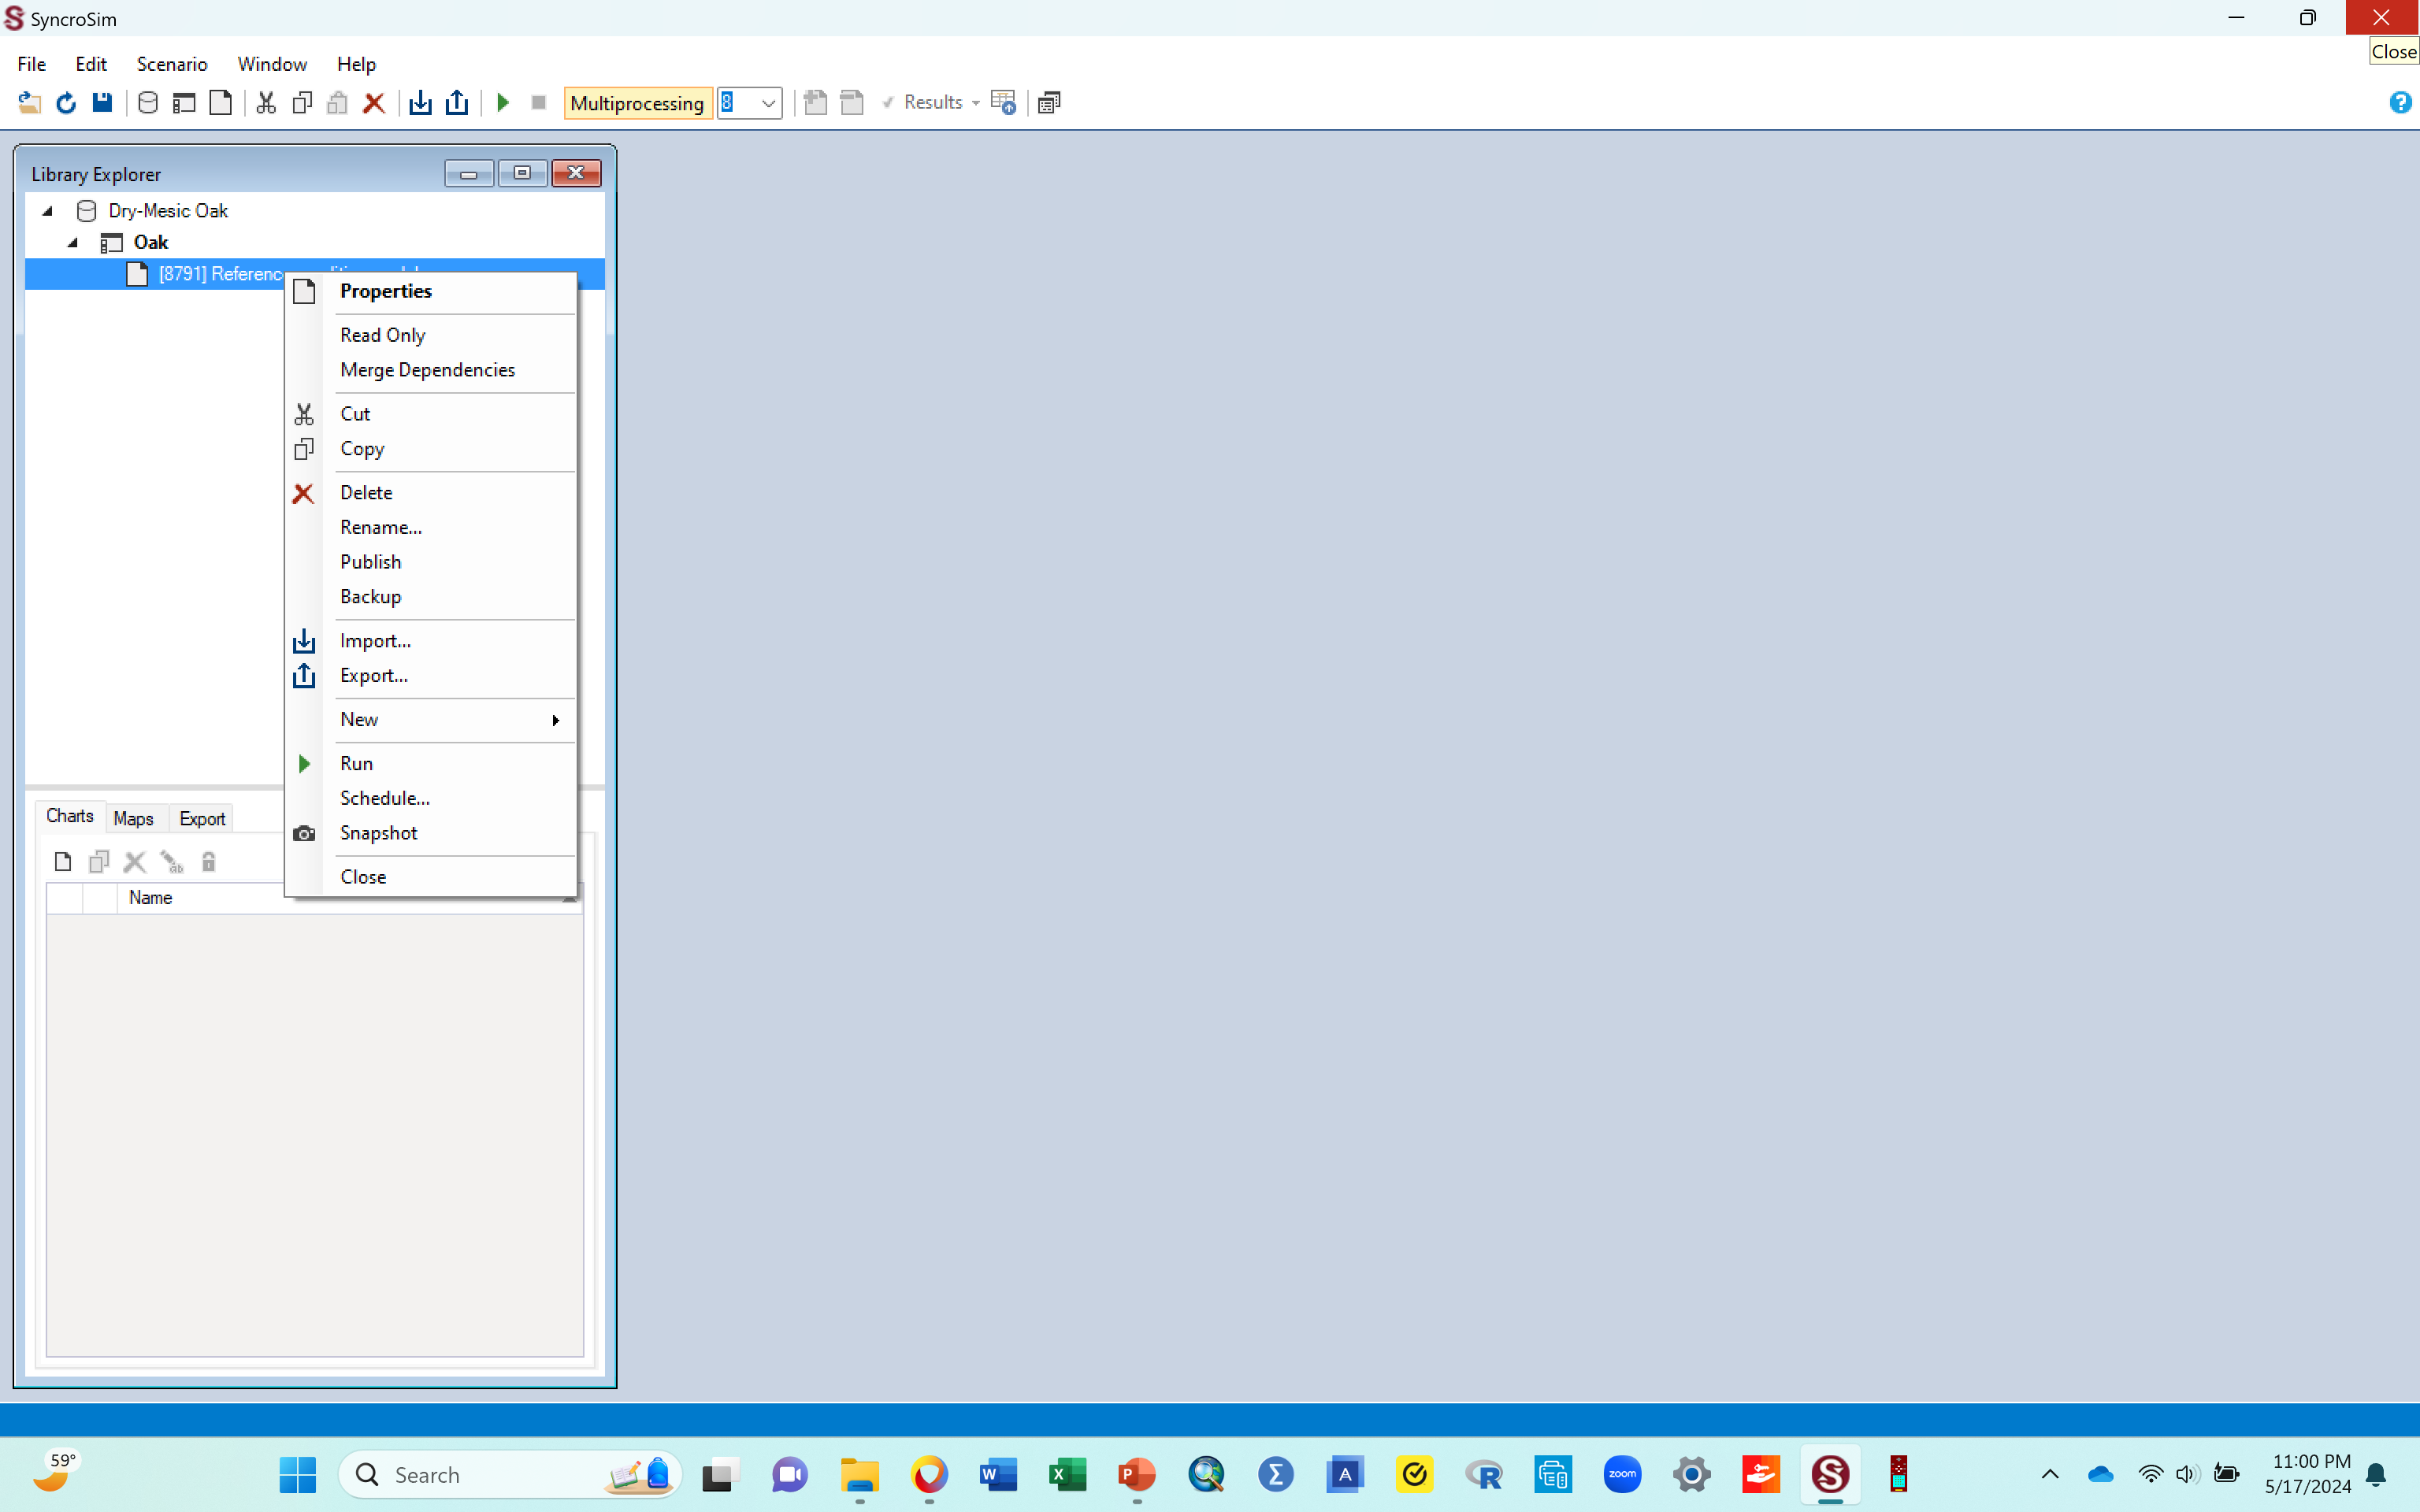 SyncroSim
Close
File Edit Scenario Window Help
Multiprocessing 8 Results
Library Explorer
Dry-Mesic Oak
Oak
[8791] Referenc
Properties
Read Only
Merge Dependencies
Cut
Copy
Delete
Rename...
Publish
Backup
Import...
Export...
New
Run
Schedule...
Snapshot
Close
Charts Maps Export
Name
59°
Search
zoom
11:00 PM
5/17/2024